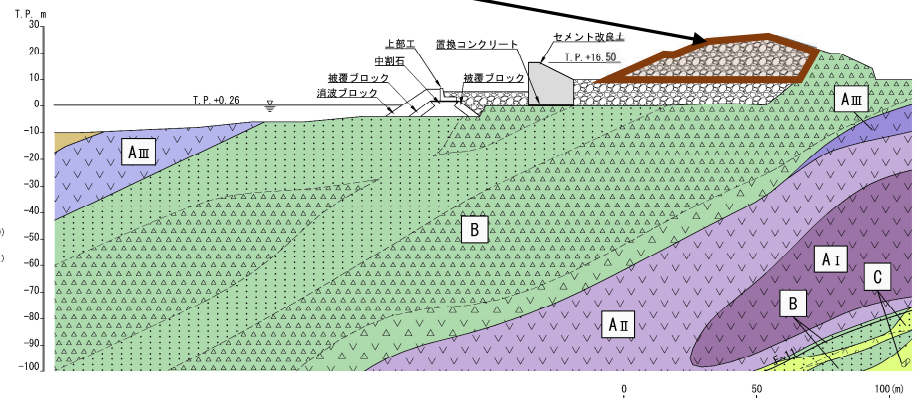 T.P. m
30
20
10
0
-10
-20
-30
-40
-50
-60
-70
-80
-90
-100
上部工
中割石
被覆ブロック
消波ブロック
置換コンクリート
被覆ブロック
セメント改良土
T.P.+16.50
T.P.+0.26
AⅢ
AⅢ
B
AⅠ
AⅡ
B
C
0
50
100(m)